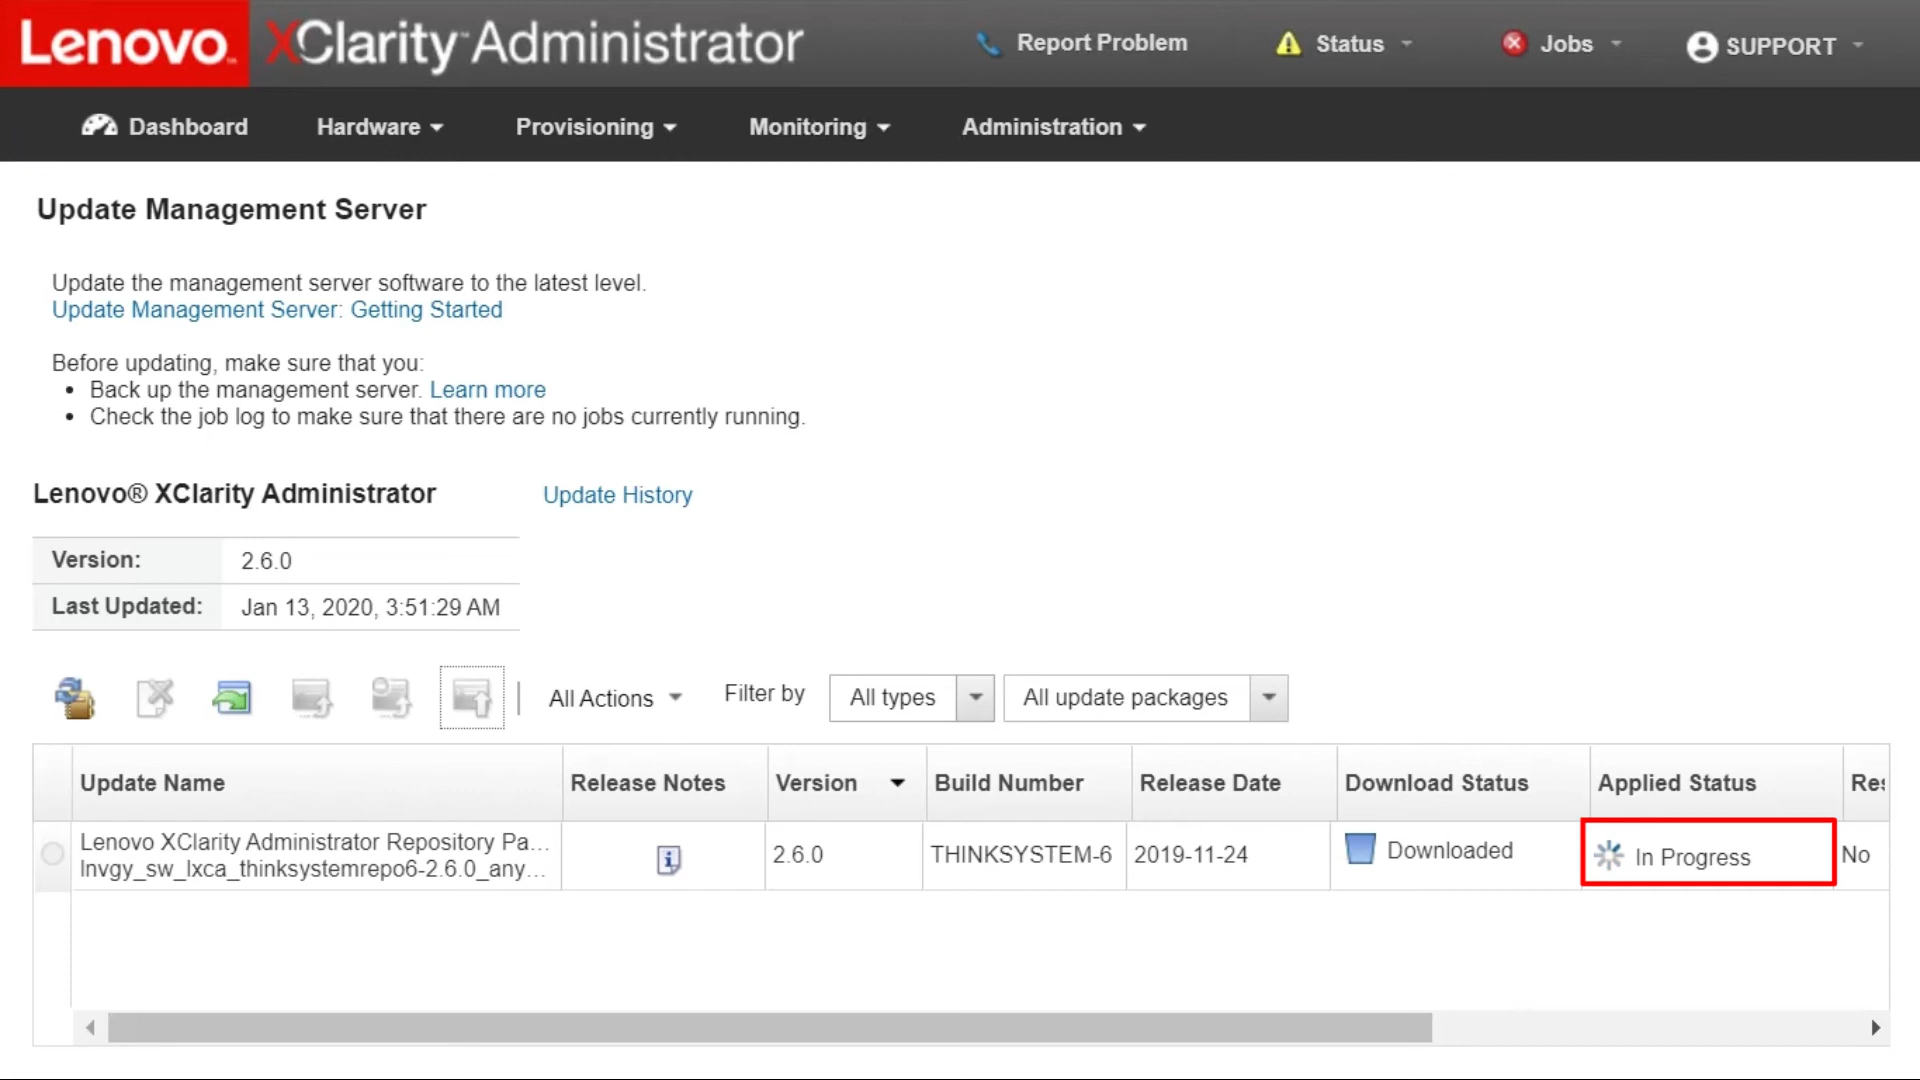 Lenovo XClarity Administrator Report Problem Status Jobs SUPPORT
Dashboard Hardware Provisioning Monitoring Administration
Update Management Server
Update the management server software to the latest level.
Update Management Server: Getting Started
Before updating, make sure that you:
• Back up the management server. Learn more
• Check the job log to make sure that there are no jobs currently running.
Lenovo® XClarity Administrator Update History
Version: 2.6.0
Last Updated: Jan 13, 2020, 3:51:29 AM
All Actions Filter by All types All update packages
Update Name Release Notes Version Build Number Release Date Download Status Applied Status
Lenovo XClarity Administrator Repository Pa... 2.6.0 THINKSYSTEM-6 2019-11-24 Downloaded In Progress No
lnvgy_sw_lxca_thinksystemrepo6-2.6.0_any...